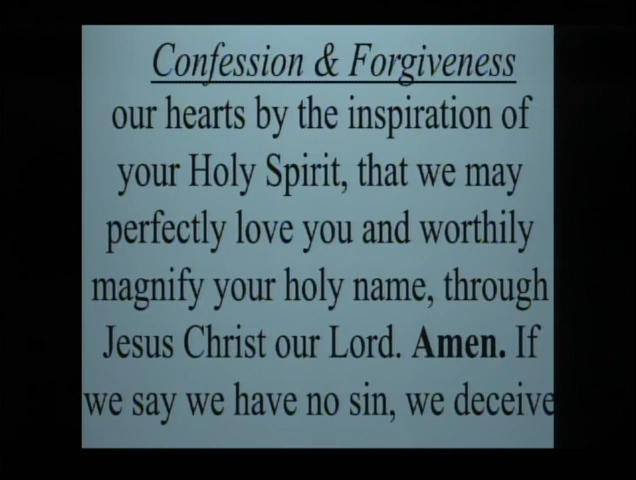 Confession & Forgiveness
our hearts by the inspiration of
your Holy Spirit, that we may
perfectly love you and worthily
magnify your holy name, through
Jesus Christ our Lord. Amen. If
we say we have no sin, we deceive